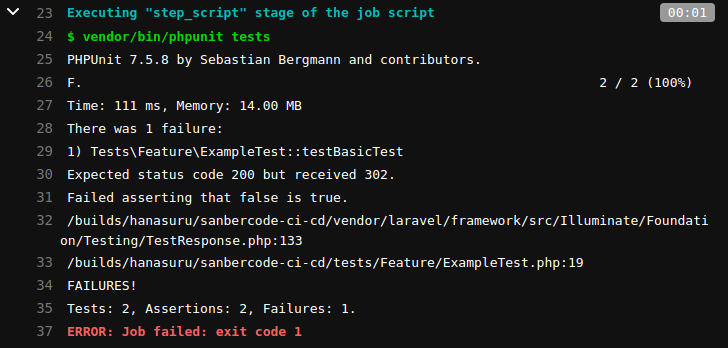 23 Executing "step_script" stage of the job script 00:01
24 $ vendor/bin/phpunit tests
25 PHPUnit 7.5.8 by Sebastian Bergmann and contributors.
26 F. 2 / 2 (100%)
27 Time: 111 ms, Memory: 14.00 MB
28 There was 1 failure:
29 1) Tests\Feature\ExampleTest::testBasicTest
30 Expected status code 200 but received 302.
31 Failed asserting that false is true.
32 /builds/hanasuru/sanbercode-ci-cd/vendor/laravel/framework/src/Illuminate/Foundati
on/Testing/TestResponse.php:133
33 /builds/hanasuru/sanbercode-ci-cd/tests/Feature/ExampleTest.php:19
34 FAILURES!
35 Tests: 2, Assertions: 2, Failures: 1.
37 ERROR: Job failed: exit code 1